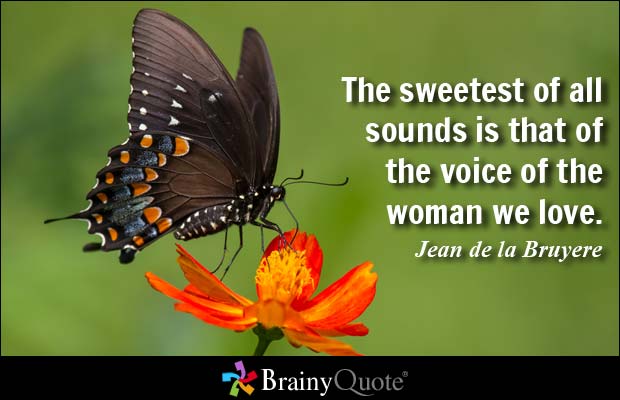 The sweetest of all
sounds is that of
the voice of the
woman we love.
Jean de la Bruyere
BrainyQuote®